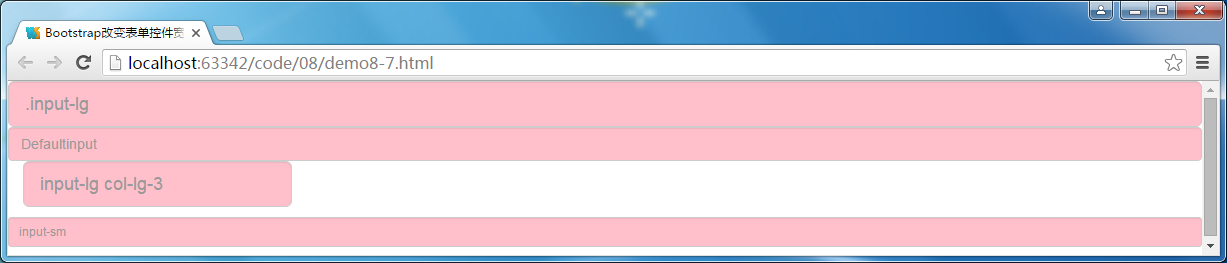 Bootstrap改变表单控件宽
localhost:63342/code/08/demo8-7.html
.input-lg
Defaultinput
input-lg col-lg-3
input-sm